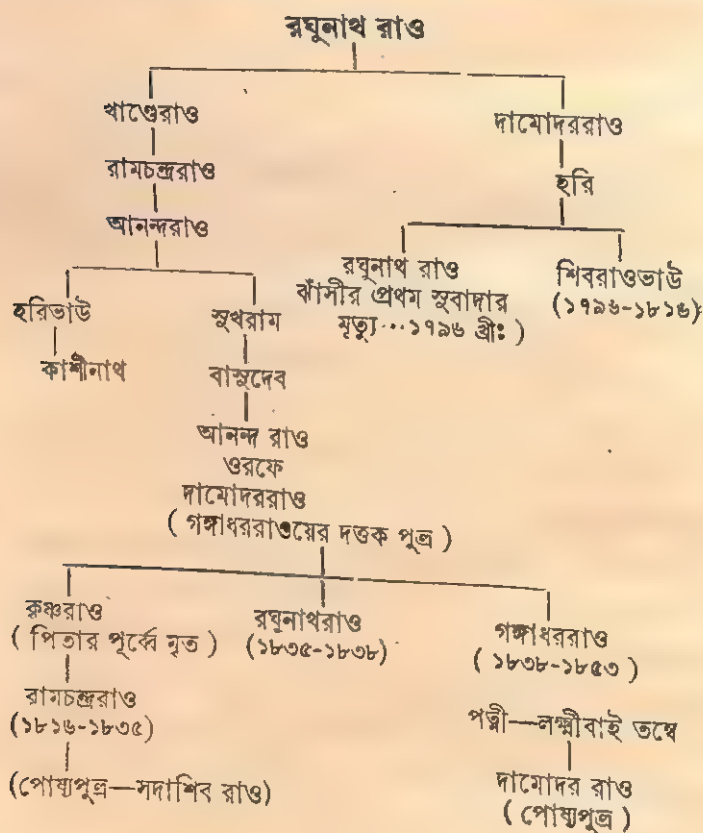 রঘুনাথ রাও
খাণ্ডেরাও
দামোদররাও
রামচন্দ্ররাও
হরি
আনন্দরাও
রঘুনাথ রাও
ঝাঁসীর প্রথম সুবাদার
মৃত্যু...১৭৯৬ খ্রীঃ )
শিবরাওভাউ
(১৭৯৬-১৮১৬)
হরিভাউ
সুখরাম
কাশীনাথ
বাসুদেব
আনন্দ রাও
ওরফে
দামোদররাও
( গঙ্গাধররাওয়ের দত্তক পুত্র )
কৃষ্ণরাও
( পিতার পূর্ব্বে মৃত )
রঘুনাথরাও
(১৮৩৫-১৮৩৮)
গঙ্গাধররাও
( ১৮৩৮-১৮৫৩ )
রামচন্দ্ররাও
(১৮১৬-১৮৩৫)
পত্নী—লক্ষ্মীবাই তম্বে
(পোষ্যপুত্র—সদাশিব রাও)
দামোদর রাও
( পোষ্যপুত্র )